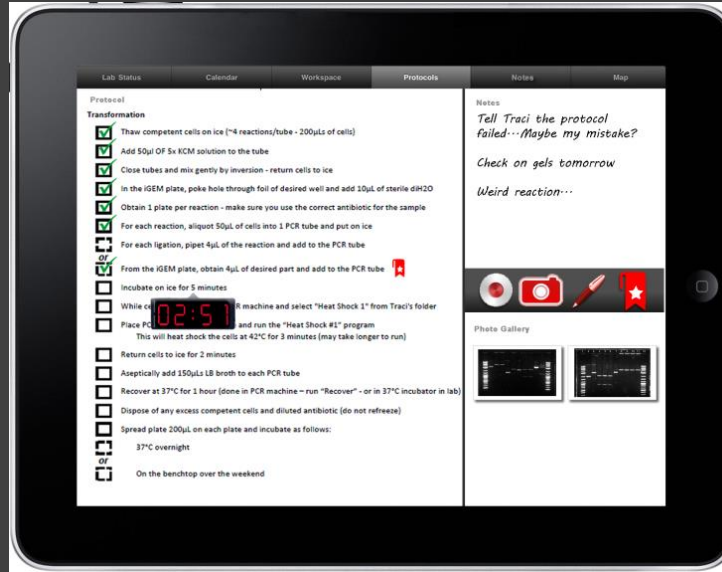 Lab Status Calendar Workspace Protocols Notes Map
Protocol
Transformation
Thaw competent cells on ice (~4 reactions/tube - 200µLs of cells)
Add 50µl OF 5x KCM solution to the tube
Close tubes and mix gently by inversion - return cells to ice
In the iGEM plate, poke hole through foil of desired well and add 10µL of sterile diH2O
Obtain 1 plate per reaction - make sure you use the correct antibiotic for the sample
For each reaction, aliquot 50µL of cells into 1 PCR tube and put on ice
For each ligation, pipet 4µL of the reaction and add to the PCR tube
or
From the iGEM plate, obtain 4µL of desired part and add to the PCR tube
Incubate on ice for 5 minutes
While ce R machine and select "Heat Shock 1" from Traci's folder
02:51
Place PC and run the "Heat Shock #1" program
This will heat shock the cells at 42°C for 3 minutes (may take longer to run)
Return cells to ice for 2 minutes
Aseptically add 150µLs LB broth to each PCR tube
Recover at 37°C for 1 hour (done in PCR machine – run "Recover" - or in 37°C incubator in lab)
Dispose of any excess competent cells and diluted antibiotic (do not refreeze)
Spread plate 200µL on each plate and incubate as follows:
37°C overnight
or
On the benchtop over the weekend
Notes
Tell Traci the protocol
failed...Maybe my mistake?
Check on gels tomorrow
Weird reaction...
Photo Gallery